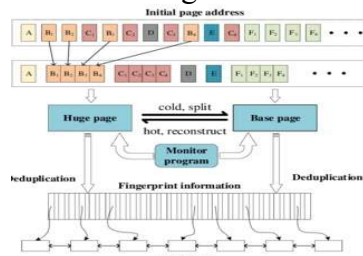 Initial page address
A B₁ B₂ C₁ B₃ C₂ D C₃ B₄ E C₄ F₁ F₂ F₃ F₄ • • •
A B₁ B₂ B₃ B₄ C₁ C₂ C₃ C₄ D E F₁ F₂ F₃ F₄ • • •
Huge page
cold, split
hot, reconstruct
Base page
Monitor
program
Deduplication
Deduplication
Fingerprint information